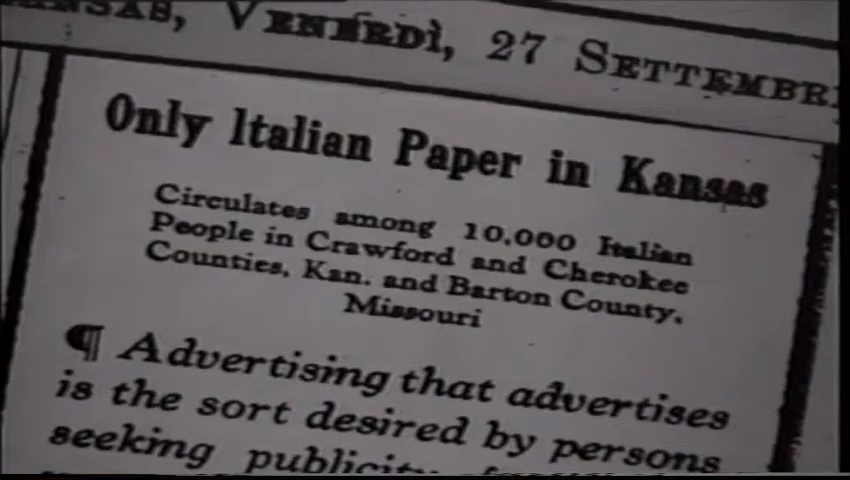 KANSAS, VENERDÌ, 27 SETTEMBRE
Only Italian Paper in Kansas
Circulates among 10,000 Italian
People in Crawford and Cherokee
Counties, Kan. and Barton County,
Missouri
¶ Advertising that advertises
is the sort desired by persons
seeking publicity